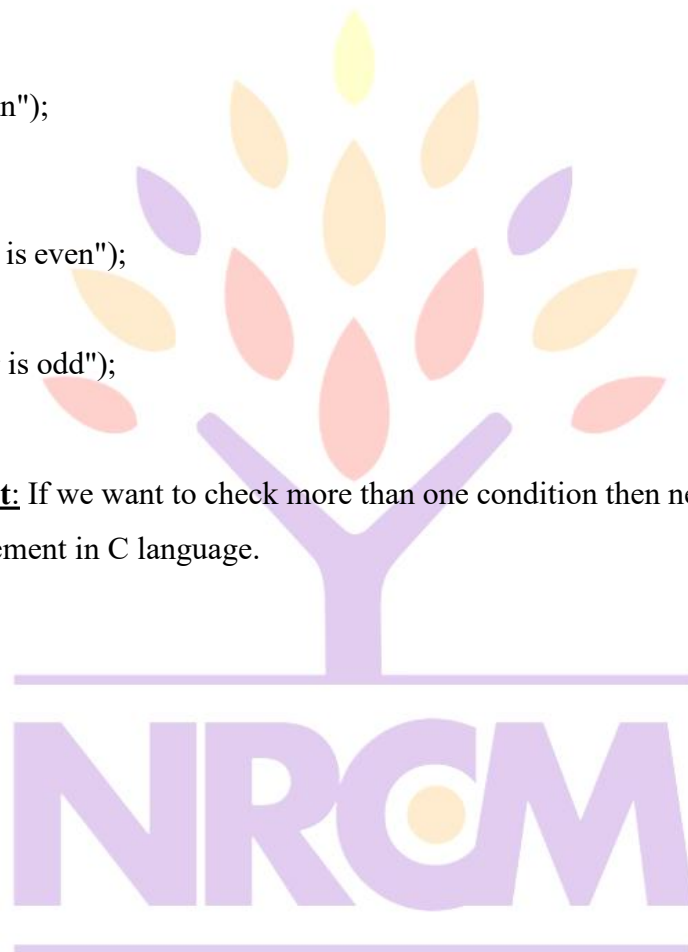 n");
is even");
is odd");
t: If we want to check more than one condition then ne
ement in C language.
NRCM